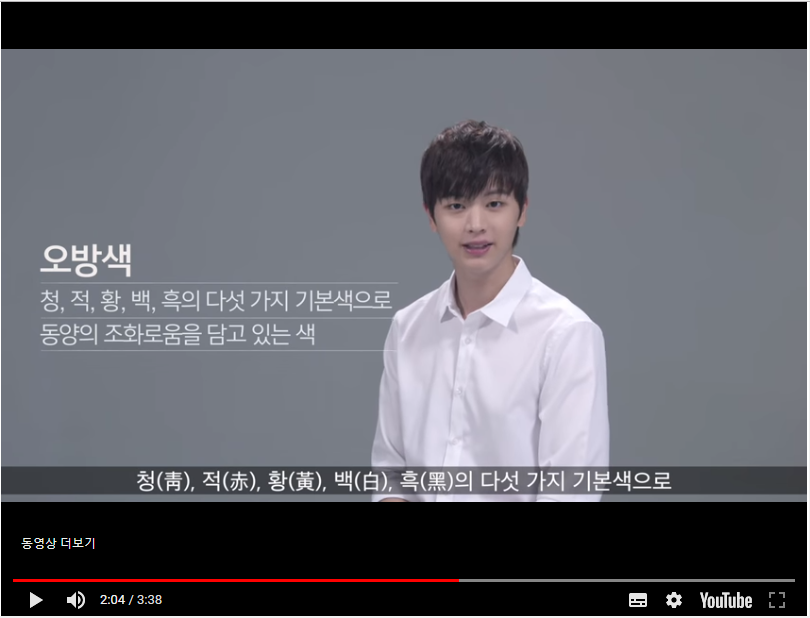 오방색
청, 적, 황, 백, 흑의 다섯 가지 기본색으로
동양의 조화로움을 담고 있는 색
청(靑), 적(赤), 황(黃), 백(白), 흑(黑)의 다섯 가지 기본색으로
동영상 더보기
2:04 / 3:38
YouTube